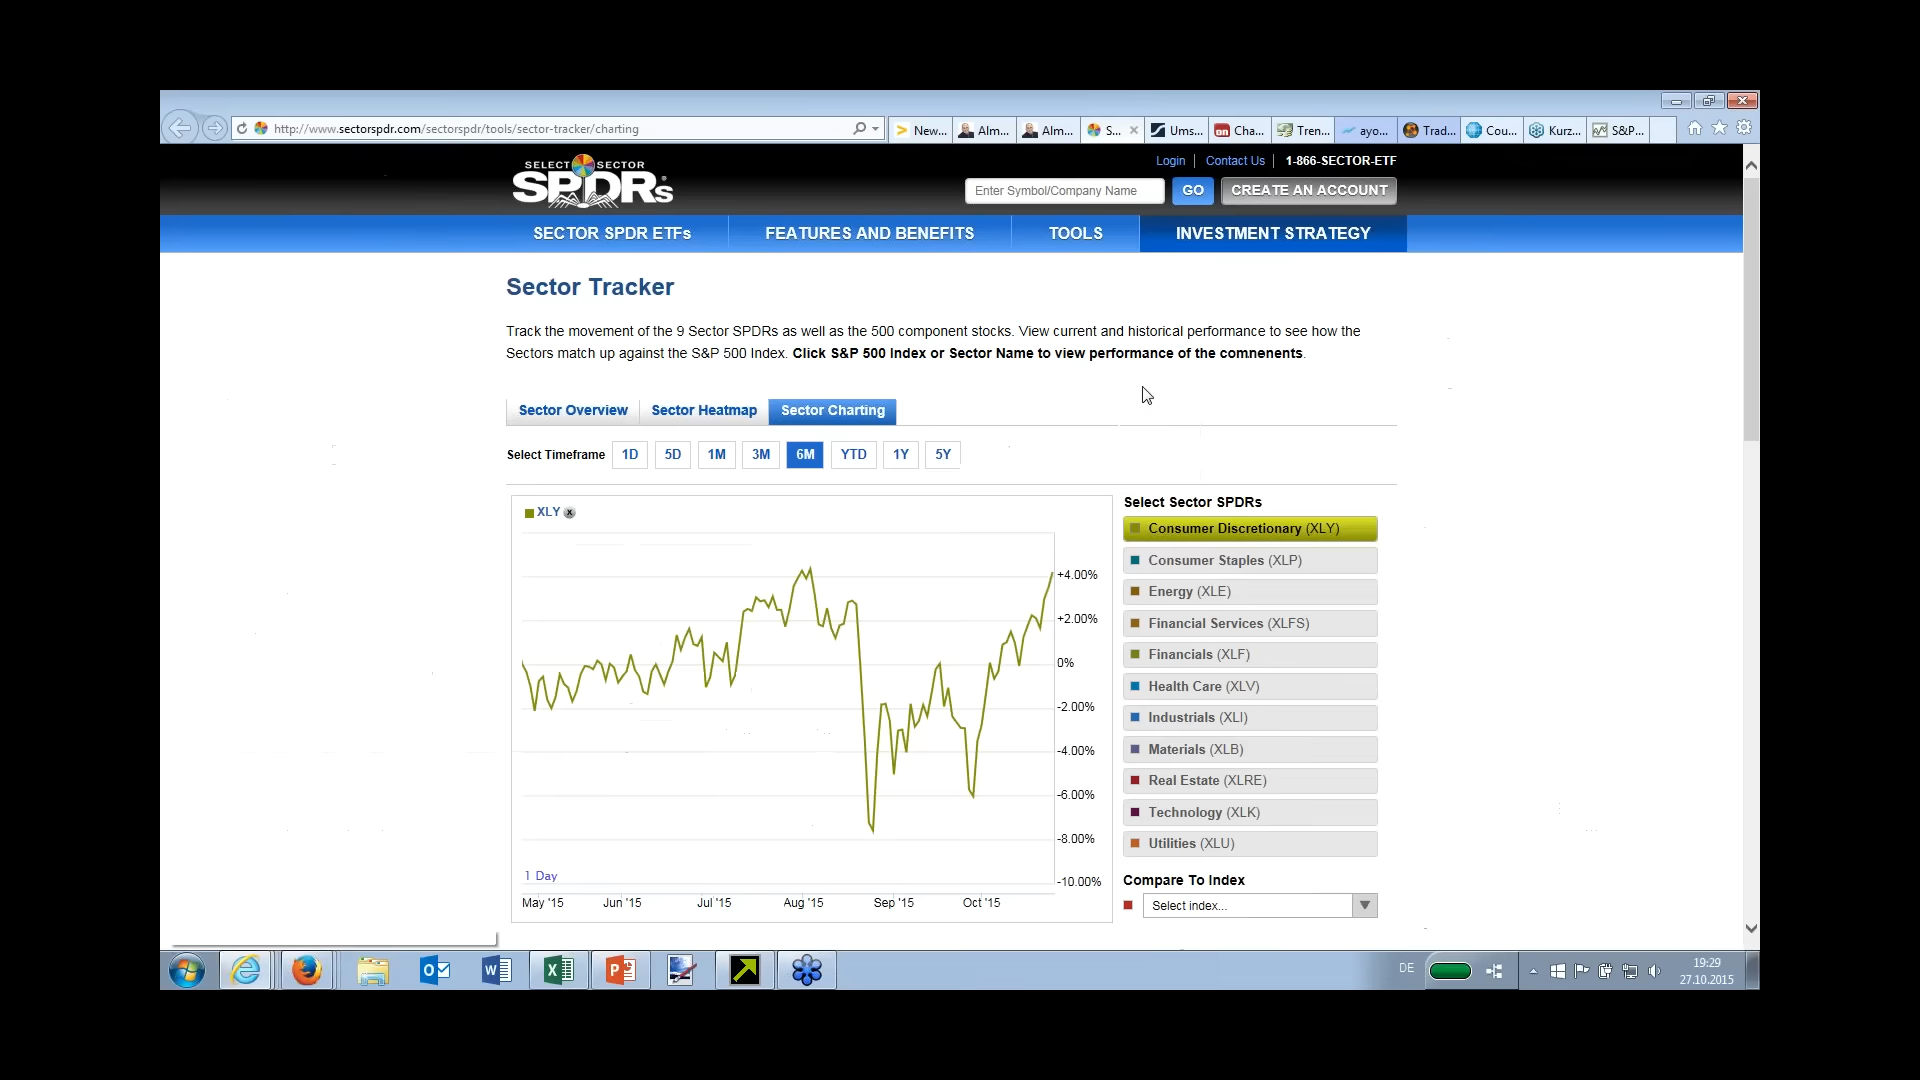 http://www.sectorspdr.com/sectorspdr/tools/sector-tracker/charting
New...
Alm...
Alm...
S...
Ums...
Cha...
Tren...
ayo...
Trad...
Cou...
Kurz...
S&P...
SELECT SECTOR
SPDRs
Login
Contact Us
1-866-SECTOR-ETF
Enter Symbol/Company Name
GO
CREATE AN ACCOUNT
SECTOR SPDR ETFs
FEATURES AND BENEFITS
TOOLS
INVESTMENT STRATEGY
Sector Tracker
Track the movement of the 9 Sector SPDRs as well as the 500 component stocks. View current and historical performance to see how the
Sectors match up against the S&P 500 Index. Click S&P 500 Index or Sector Name to view performance of the
Sector Overview
Sector Heatmap
Sector Charting
Select Timeframe
1D
5D
1M
3M
6M
YTD
1Y
5Y
XLY
+4.00%
+2.00%
0%
-2.00%
-4.00%
-6.00%
-8.00%
-10.00%
1 Day
May '15
Jun '15
Jul '15
Aug '15
Sep '15
Oct '15
Select Sector SPDRs
Consumer Discretionary (XLY)
Consumer Staples (XLP)
Energy (XLE)
Financial Services (XLFS)
Financials (XLF)
Health Care (XLV)
Industrials (XLI)
Materials (XLB)
Real Estate (XLRE)
Technology (XLK)
Utilities (XLU)
Compare To Index
Select index...
DE
19:29
27.10.2015